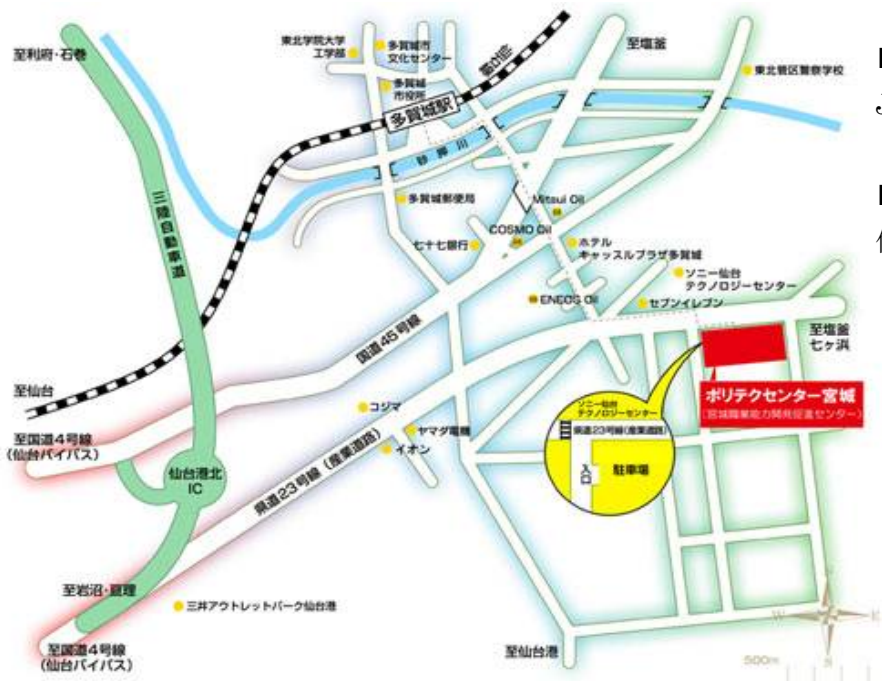 至利府・石巻
東北学院大学
工学部
多賀城市
文化センター
多賀城
市役所
多賀城駅
至塩釜
東北管区警察学校
砂押川
三陸自動車道
多賀城郵便局
Mitsui Oil
COSMO Oil
七十七銀行
ホテル
キャッスルプラザ多賀城
ソニー仙台
テクノロジーセンター
ENEOS Oil
セブンイレブン
国道45号線
至塩釜
七ヶ浜
至仙台
ポリテクセンター宮城
(宮城職業能力開発促進センター)
コジマ
ソニー仙台
テクノロジーセンター
県道23号線(産業道路)
至国道4号線
(仙台バイパス)
ヤマダ電機
イオン
駐車場
入口
仙台港北
IC
県道23号線(産業道路)
至岩沼・亘理
三井アウトレットパーク仙台港
至国道4号線
(仙台バイパス)
至仙台港
W
E
S
500m